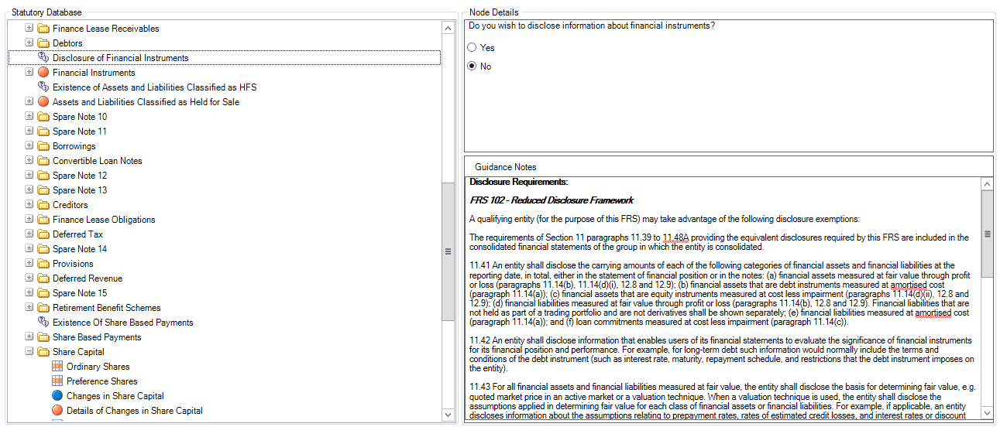 Statutory Database
Finance Lease Receivables
Debtors
Disclosure of Financial Instruments
Financial Instruments
Existence of Assets and Liabilities Classified as HFS
Assets and Liabilities Classified as Held for Sale
Spare Note 10
Spare Note 11
Borrowings
Convertible Loan Notes
Spare Note 12
Spare Note 13
Creditors
Finance Lease Obligations
Deferred Tax
Spare Note 14
Provisions
Deferred Revenue
Spare Note 15
Retirement Benefit Schemes
Existence Of Share Based Payments
Share Based Payments
Share Capital
Ordinary Shares
Preference Shares
Changes in Share Capital
Details of Changes in Share Capital
Node Details
Do you wish to disclose information about financial instruments?
Yes
No
Guidance Notes
Disclosure Requirements:
FRS 102 - Reduced Disclosure Framework
A qualifying entity (for the purpose of this FRS) may take advantage of the following disclosure exemptions:
The requirements of Section 11 paragraphs 11.39 to 11.48A providing the equivalent disclosures required by this FRS are included in the
consolidated financial statements of the group in which the entity is consolidated.
11.41 An entity shall disclose the carrying amounts of each of the following categories of financial assets and financial liabilities at the
reporting date, in total, either in the statement of financial position or in the notes: (a) financial assets measured at fair value through profit
or loss (paragraphs 11.14(b), 11.14(d)(i), 12.8 and 12.9); (b) financial assets that are debt instruments measured at amortised cost
(paragraph 11.14(a)); (c) financial assets that are equity instruments measured at cost less impairment (paragraphs 11.14(d)(ii), 12.8 and
12.9); (d) financial liabilities measured at fair value through profit or loss (paragraphs 11.14(b), 12.8 and 12.9). Financial liabilities that are
not held as part of a trading portfolio and are not derivatives shall be shown separately; (e) financial liabilities measured at amortised cost
(paragraph 11.14(a)); and (f) loan commitments measured at cost less impairment (paragraph 11.14(c)).
11.42 An entity shall disclose information that enables users of its financial statements to evaluate the significance of financial instruments
for its financial position and performance. For example, for long-term debt such information would normally include the terms and
conditions of the debt instrument (such as interest rate, maturity, repayment schedule, and restrictions that the debt instrument imposes on
the entity).
11.43 For all financial assets and financial liabilities measured at fair value, the entity shall disclose the basis for determining fair value, e.g.
quoted market price in an active market or a valuation technique. When a valuation technique is used, the entity shall disclose the
assumptions applied in determining fair value for each class of financial assets or financial liabilities. For example, if applicable, an entity
discloses information about the assumptions relating to prepayment rates, rates of estimated credit losses, and interest rates or discount